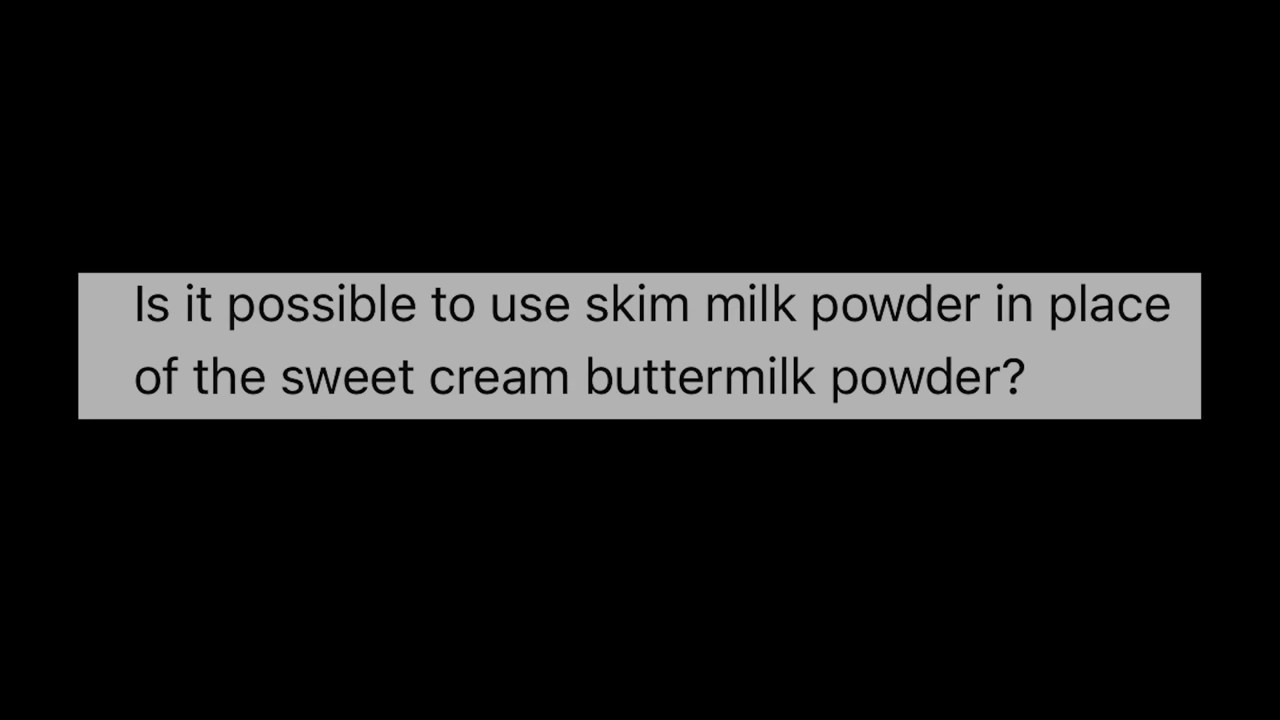 Is it possible to use skim milk powder in place
of the sweet cream buttermilk powder?